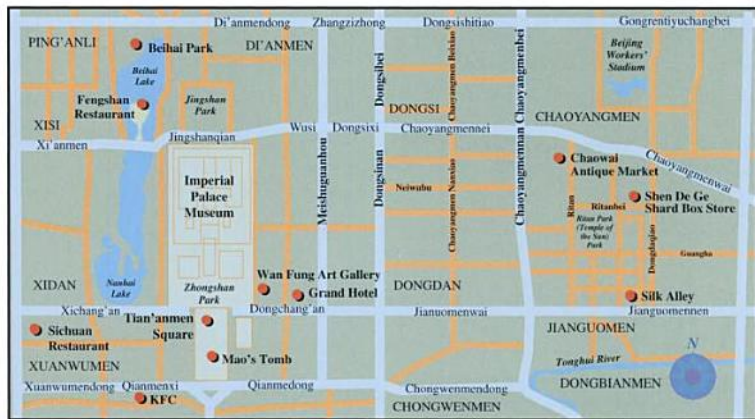 Di'anmendong
Zhangzizhong
Dongsishitiao
Gongrentiyuchangbei
PING'ANLI
Beihai Park
DI'ANMEN
Beihai
Lake
Jingshan
Park
Fengshan
Restaurant
XISI
Dongsibei
DONGSI
Chaoyangmen Beixiao
Chaoyangmenbei
Beijing
Workers'
Stadium
CHAOYANGMEN
Xi'anmen
Jingshanqian
Wusi
Dongsixi
Chaoyangmennei
Chaoyangmenwai
Imperial
Palace
Museum
Meishuguanhou
Dongsinan
Neiwubu
Chaoyangmen Nanxiao
Chaoyangmennan
Chaowai
Antique Market
Shen De Ge
Shard Box Store
Ritan
Ritanbei
Ritan Park
(Temple of
the Sun)
Park
Dongdaqiao
Guangha
XIDAN
Nanhai
Lake
Zhongshan
Park
Wan Fung Art Gallery
Grand Hotel
DONGDAN
Silk Alley
Xichang'an
Dongchang'an
Jianuomenwai
Jianguomennen
Tian'anmen
Square
Sichuan
Restaurant
JIANGUOMEN
XUANWUMEN
Mao's Tomb
Tonghui River
N
Xuanwumendong
Qianmenxi
Qianmedong
Chongwenmendong
DONGBIANMEN
KFC
CHONGWENMEN